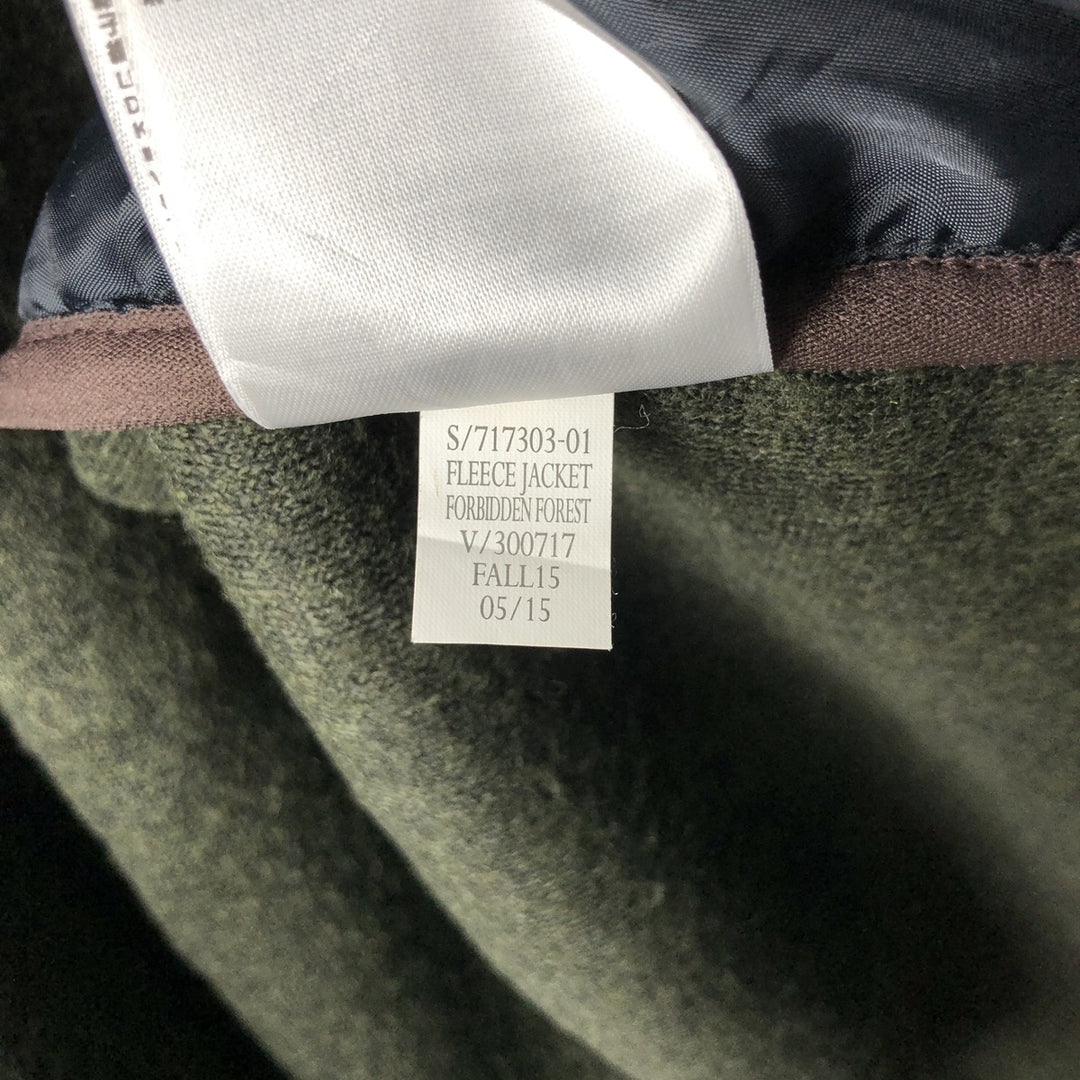 S/717303-01
FLEECE JACKET
FORBIDDEN FOREST
V/300717
FALL15
05/15